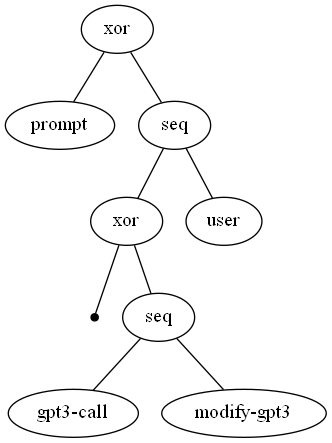 xor
prompt
seq
xor
user
seq
gpt3-call
modify-gpt3